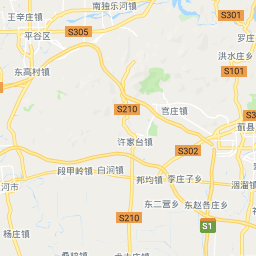 南独乐河镇
王辛庄镇
S301
平谷区
S305
罗庄
洪水庄乡
东高村镇
S101
S210
官庄镇
蓟县
许家台镇
S302
段甲岭镇
白涧镇
邦均镇
李庄子乡
河市
洇溜镇
东二营乡
东赵各庄乡
S210
S1
杨庄镇